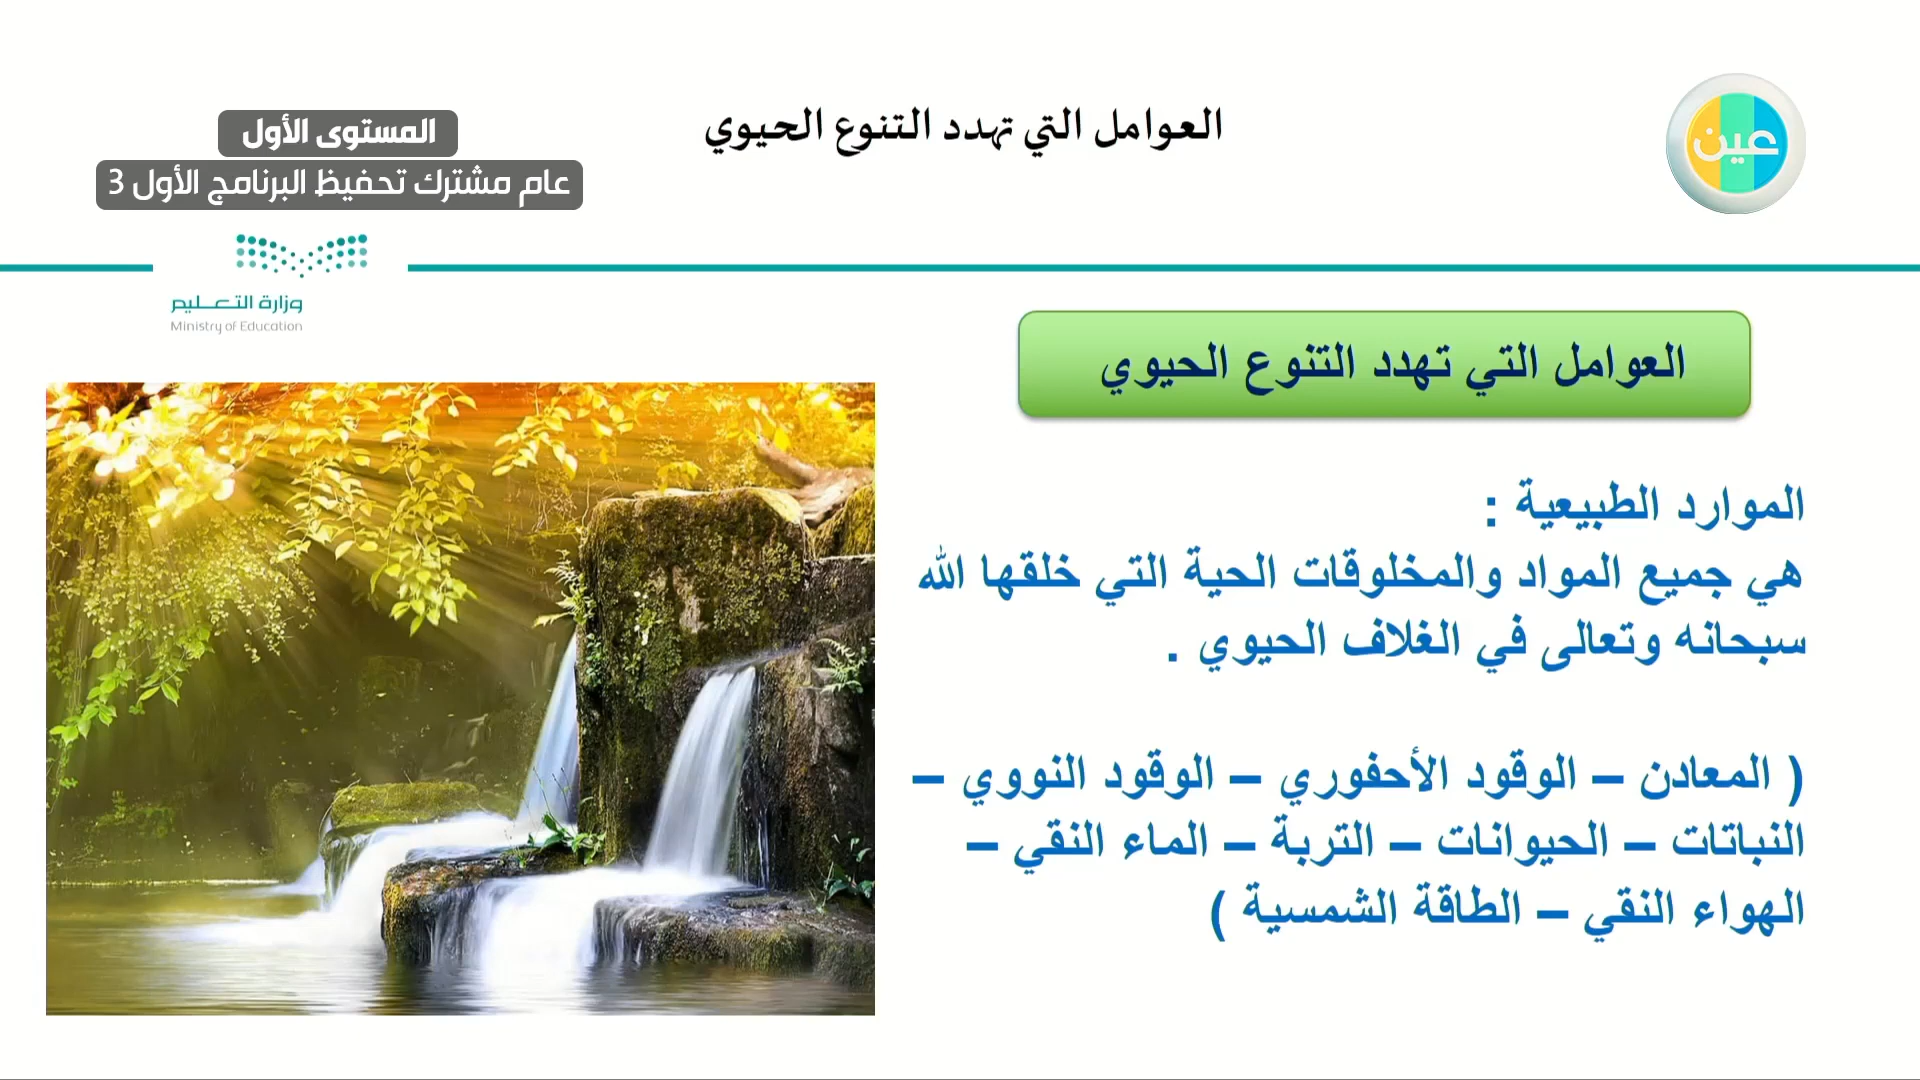 العوامل التي تهدد التنوع الحيوي
عين
المستوى الأول
عام مشترك تحفيظ البرنامج الأول 3
وزارة التعليم
Ministry of Education
العوامل التي تهدد التنوع الحيوي
الموارد الطبيعية :
هي جميع المواد والمخلوقات الحية التي خلقها الله
سبحانه وتعالى في الغلاف الحيوي .
( المعادن – الوقود الأحفوري – الوقود النووي –
النباتات – الحيوانات – التربة – الماء النقي –
الهواء النقي – الطاقة الشمسية )